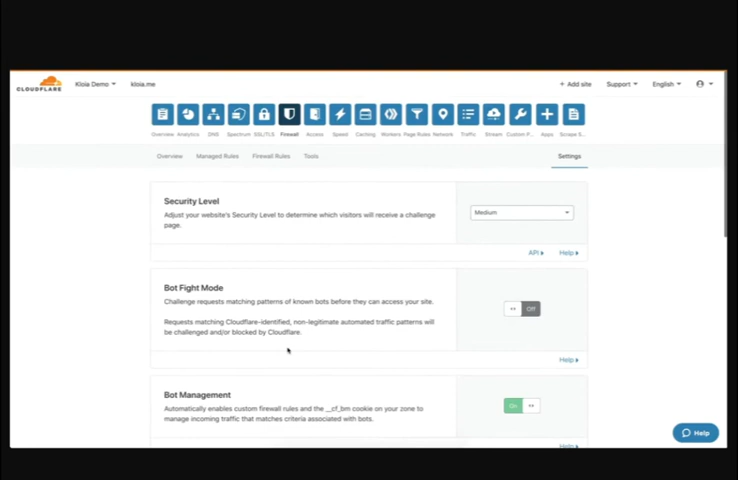 CLOUDFLARE
Kloia Demo
kloia.me
+ Add site
Support
English
Overview Analytics DNS Spectrum SSL/TLS Firewall Access Speed Caching Workers Page Rules Network Traffic Stream Custom P... Apps Scrape S...
Overview Managed Rules Firewall Rules Tools Settings
Security Level
Adjust your website's Security Level to determine which visitors will receive a challenge
page.
Medium
API
Help
Bot Fight Mode
Challenge requests matching patterns of known bots before they can access your site.
Requests matching Cloudflare-identified, non-legitimate automated traffic patterns will
be challenged and/or blocked by Cloudflare.
Off
Help
Bot Management
Automatically enables custom firewall rules and the __cf_bm cookie on your zone to
manage incoming traffic that matches criteria associated with bots.
On
Help
Help